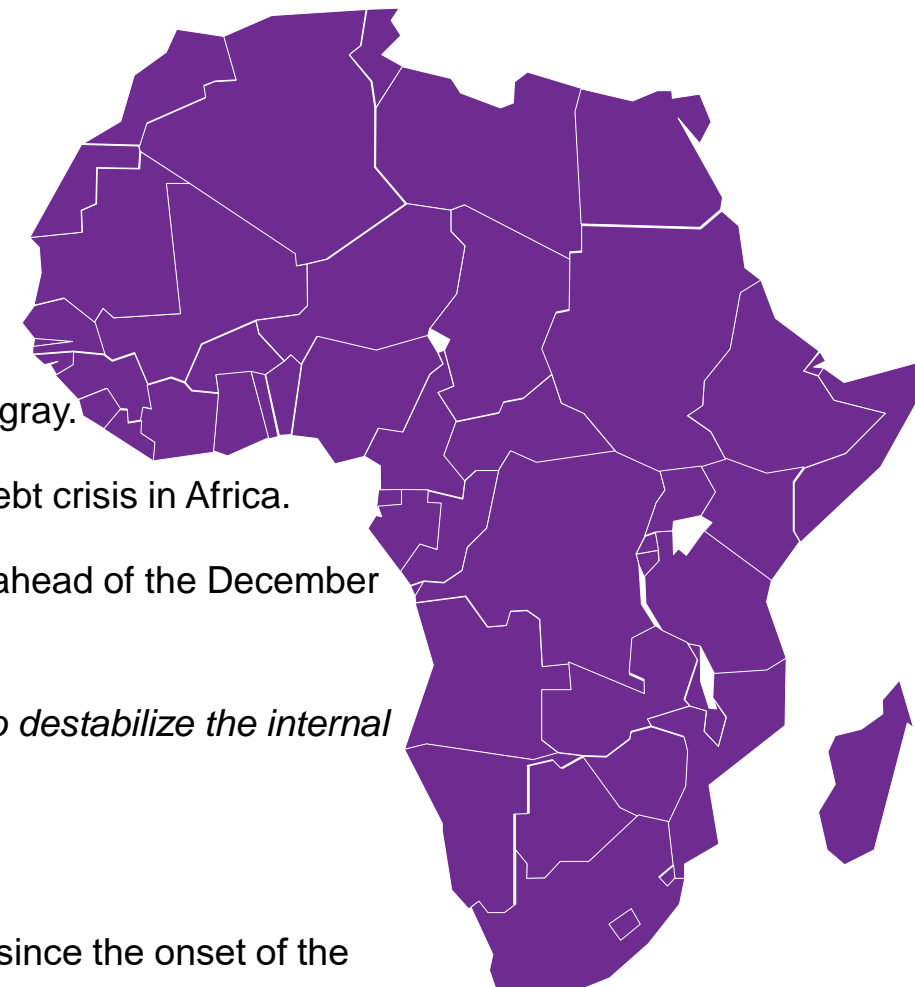 gray.
ebt crisis in Africa.
ahead of the December
o destabilize the internal
since the onset of the